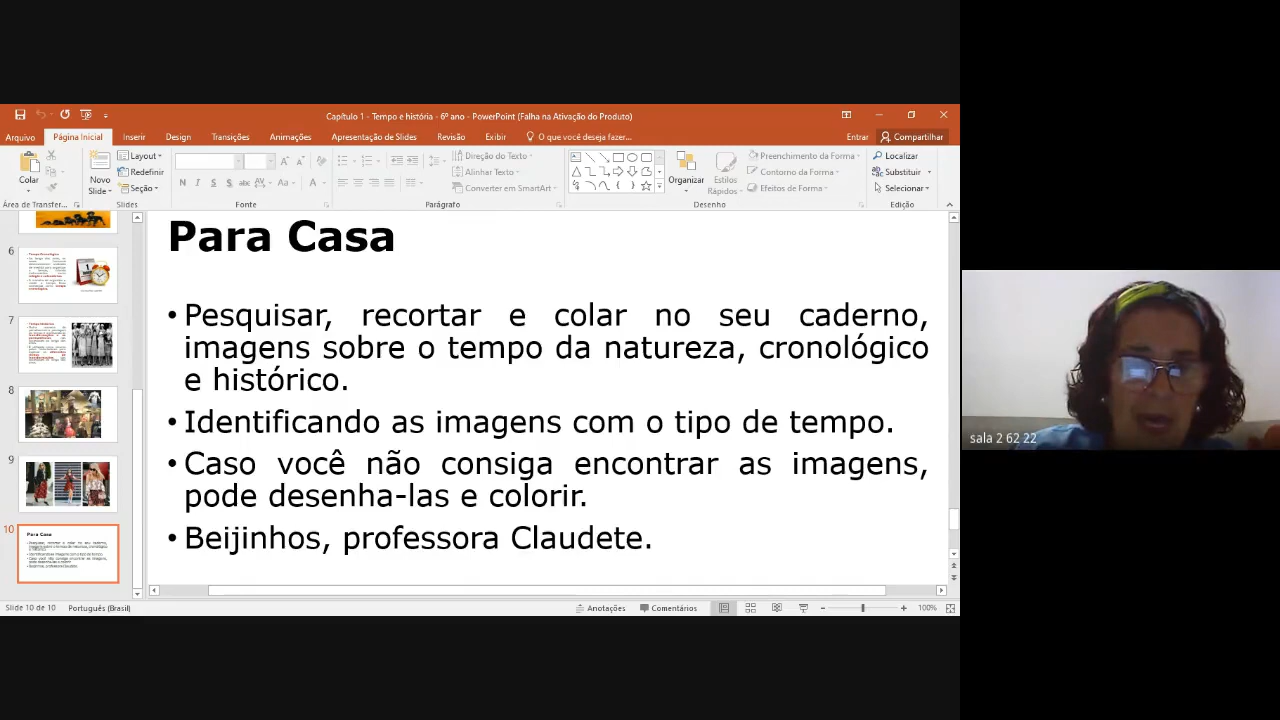 Capítulo 1 - Tempo e história - 6º ano - PowerPoint (Falha na Ativação do Produto)
Arquivo Página Inicial Inserir Design Transições Animações Apresentação de Slides Revisão Exibir O que você deseja fazer... Entrar Compartilhar
Colar
Novo Slide
Layout
Redefinir
Seção
Direção do Texto
Alinhar Texto
Converter em SmartArt
Organizar
Estilos Rápidos
Preenchimento da Forma
Contorno da Forma
Efeitos de Forma
Localizar
Substituir
Selecionar
Área de Transfer... Slides Fonte Parágrafo Desenho Edição
6
7
8
9
10
Para Casa
• Pesquisar, recortar e colar no seu caderno,
imagens sobre o tempo da natureza, cronológico
e histórico.
• Identificando as imagens com o tipo de tempo.
• Caso você não consiga encontrar as imagens,
pode desenha-las e colorir.
• Beijinhos, professora Claudete.
sala 2 62 22
Slide 10 de 10 Português (Brasil) Anotações Comentários 100%